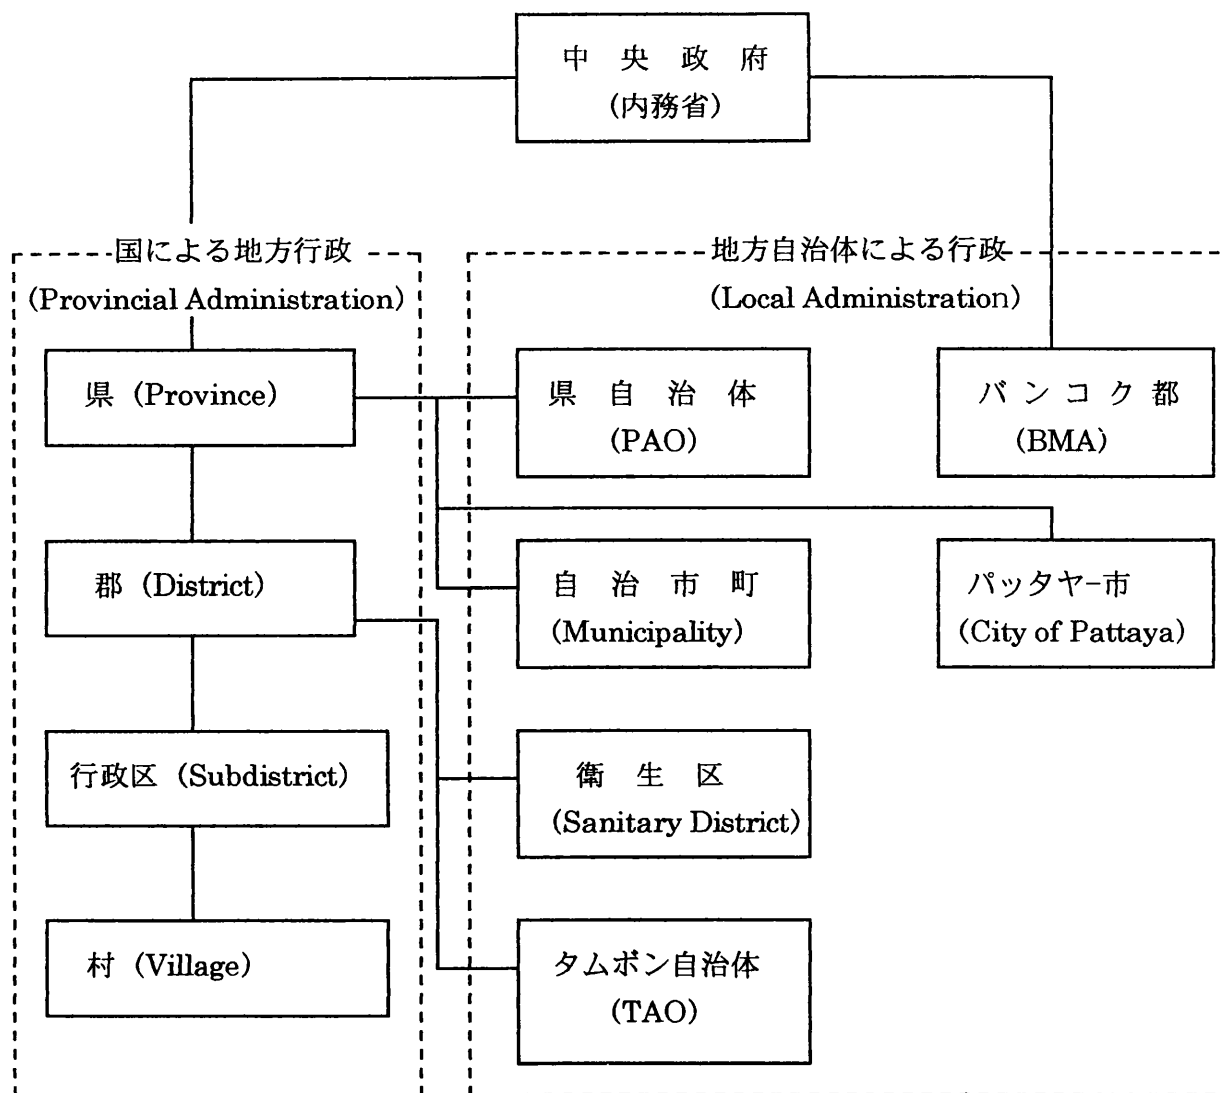 中央政府
(内務省)
国による地方行政
(Provincial Administration)
地方自治体による行政
(Local Administration)
県 (Province)
県自治体
(PAO)
バンコク都
(BMA)
郡 (District)
自治市町
(Municipality)
パッタヤー市
(City of Pattaya)
行政区 (Subdistrict)
衛生区
(Sanitary District)
村 (Village)
タムボン自治体
(TAO)